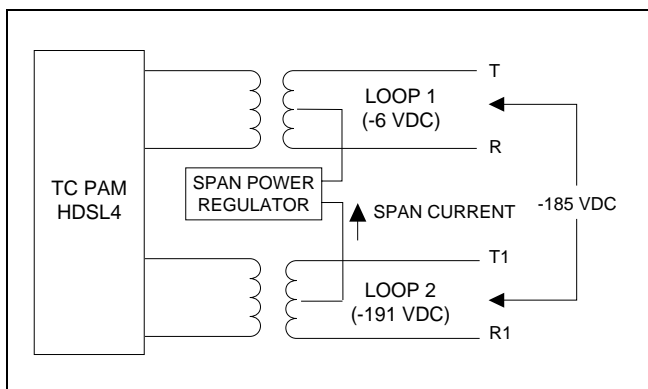 T
LOOP 1
(-6 VDC)
R
TC PAM
HDSL4
SPAN POWER
REGULATOR
SPAN CURRENT
-185 VDC
T1
LOOP 2
(-191 VDC)
R1